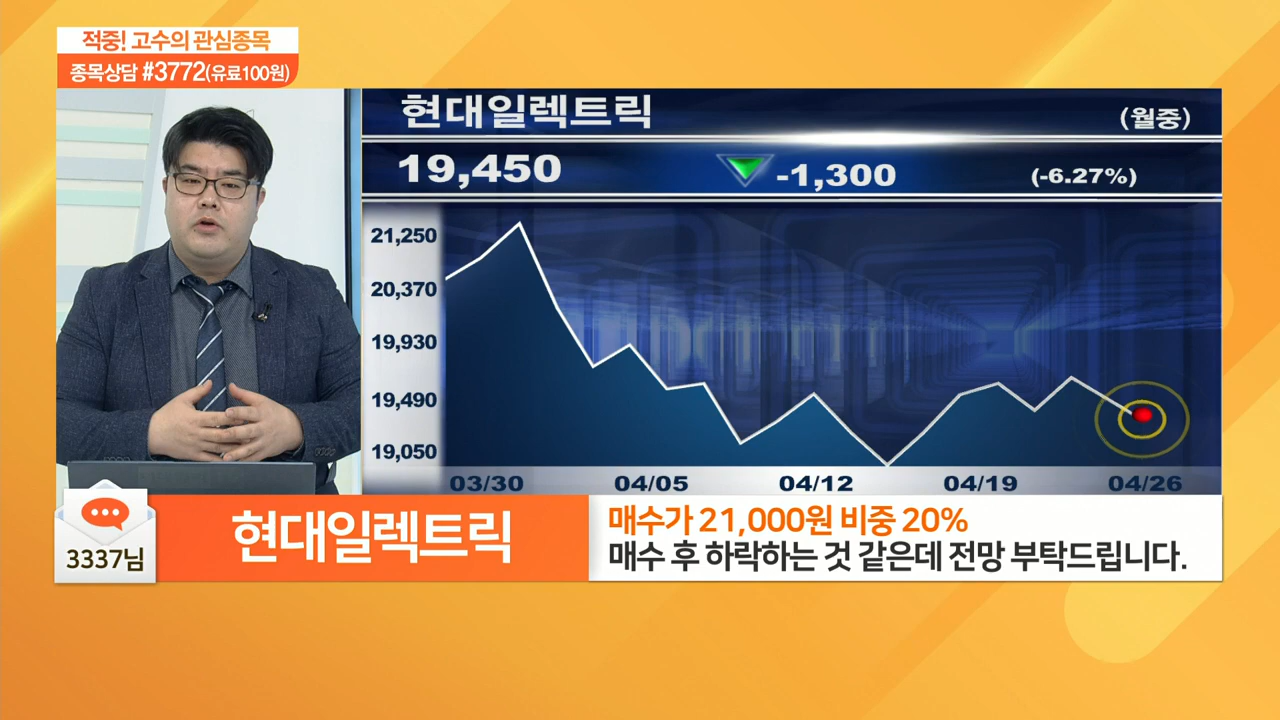 적중! 고수의 관심종목
종목상담 #3772(유료100원)
현대일렉트릭
(월중)
19,450
-1,300
(-6.27%)
21,250
20,370
19,930
19,490
19,050
03/30
04/05
04/12
04/19
04/26
3337님
현대일렉트릭
매수가 21,000원 비중 20%
매수 후 하락하는 것 같은데 전망 부탁드립니다.